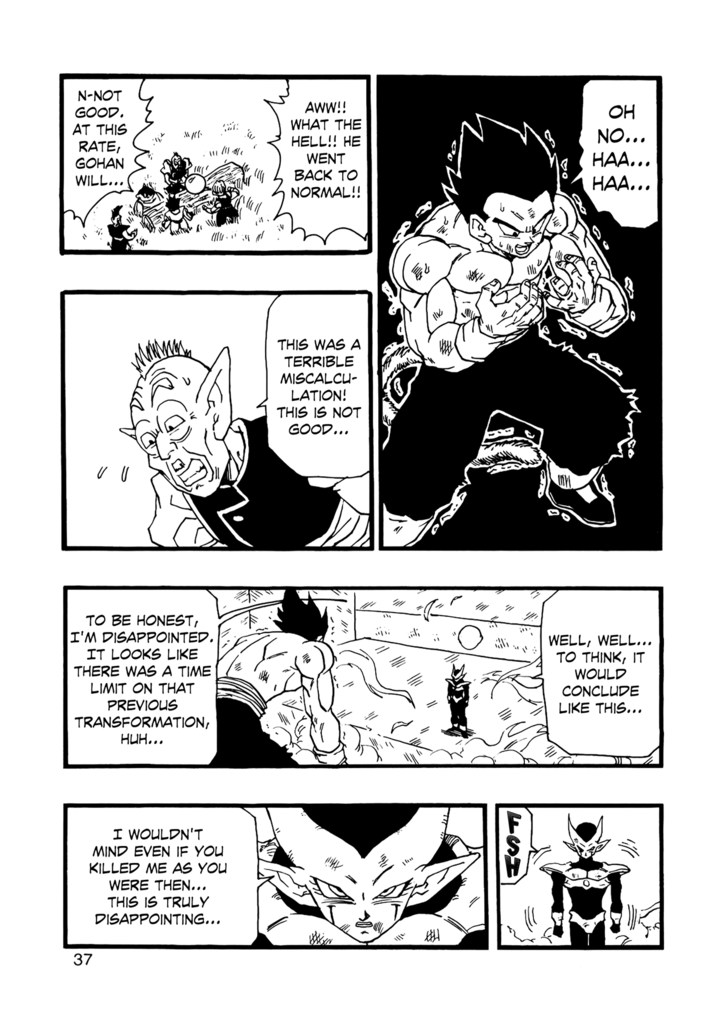 OH
NO...
HAA...
HAA...
AWW!!
WHAT THE
HELL!! HE
WENT
BACK TO
NORMAL!!
N-NOT
GOOD.
AT THIS
RATE,
GOHAN
WILL...
THIS WAS A
TERRIBLE
MISCALCU-
LATION!
THIS IS NOT
GOOD...
WELL, WELL...
TO THINK, IT
WOULD
CONCLUDE
LIKE THIS...
TO BE HONEST,
I'M DISAPPOINTED.
IT LOOKS LIKE
THERE WAS A TIME
LIMIT ON THAT
PREVIOUS
TRANSFORMATION,
HUH...
FSH
I WOULDN'T
MIND EVEN IF YOU
KILLED ME AS YOU
WERE THEN...
THIS IS TRULY
DISAPPOINTING...
37